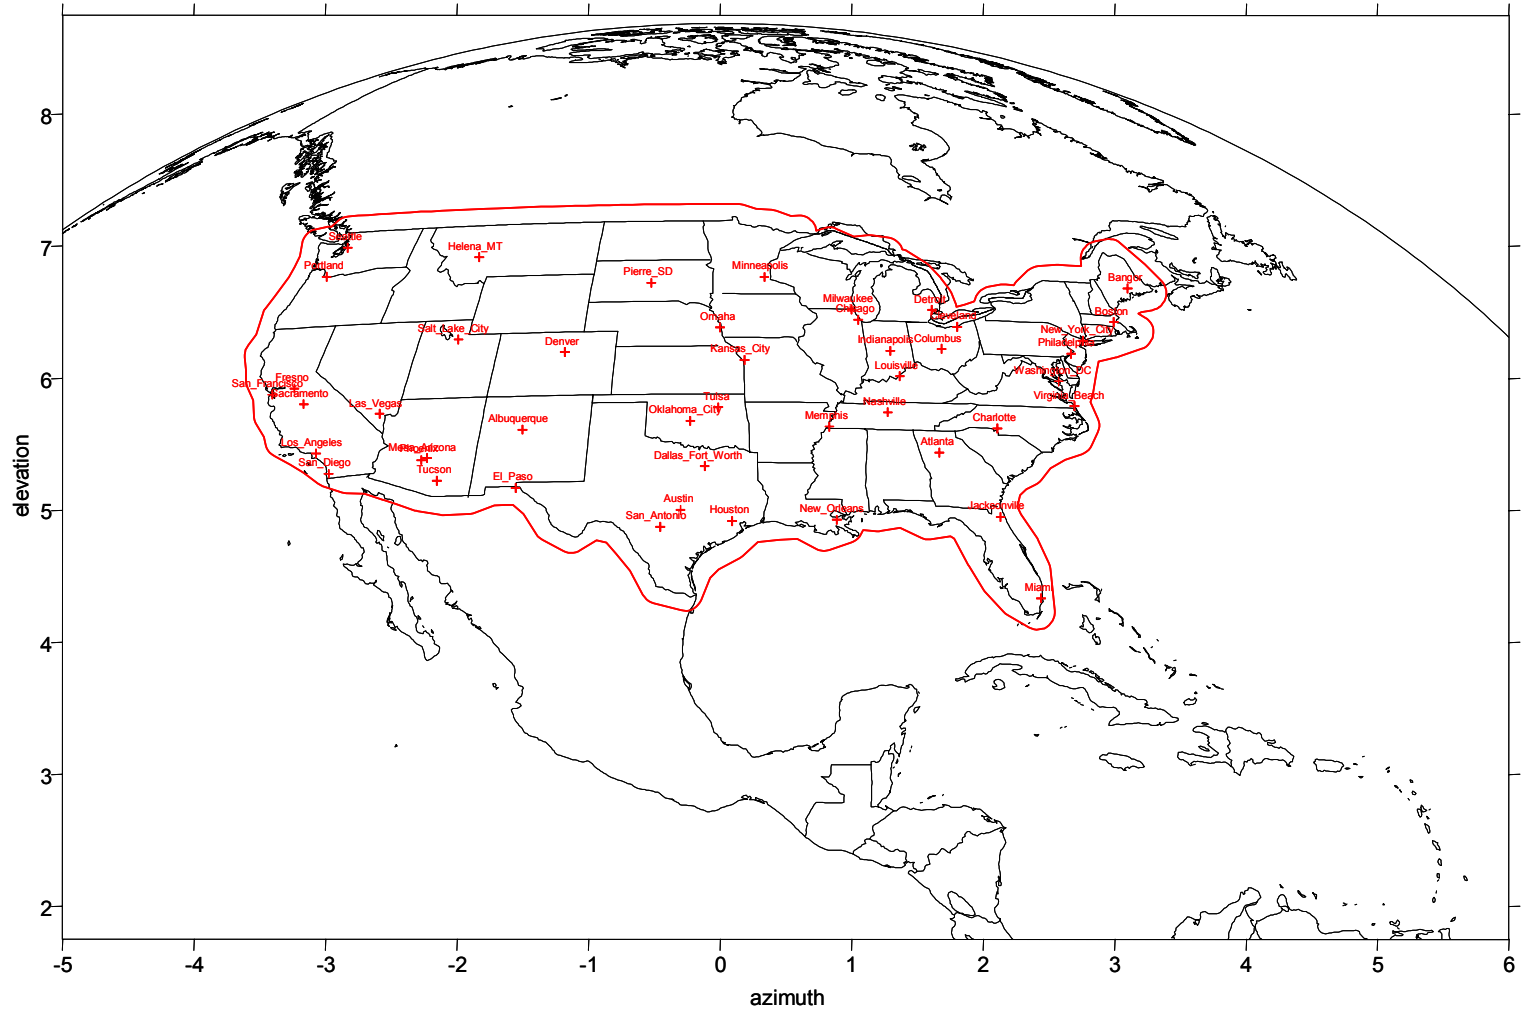 8
7
6
5
4
3
2
elevation
Seattle
Helena_MT
Portland
Pierre_SD
Minneapolis
Bangor
Milwaukee
Detroit
Chicago
Boston
Omaha
Cleveland
Salt_Lake_City
New_York_City
Denver
Indianapolis
Columbus
Philadelphia
Kansas_City
Louisville
Washington_DC
Fresno
San_Francisco
Sacramento
Virginia_Beach
Las_Vegas
Tulsa
Oklahoma_City
Nashville
Albuquerque
Memphis
Charlotte
Los_Angeles
Mesa_Arizona
Phoenix
Atlanta
San_Diego
Tucson
Dallas_Fort_Worth
El_Paso
Austin
San_Antonio
Houston
New_Orleans
Jacksonville
Miami
-5 -4 -3 -2 -1 0 1 2 3 4 5 6
azimuth